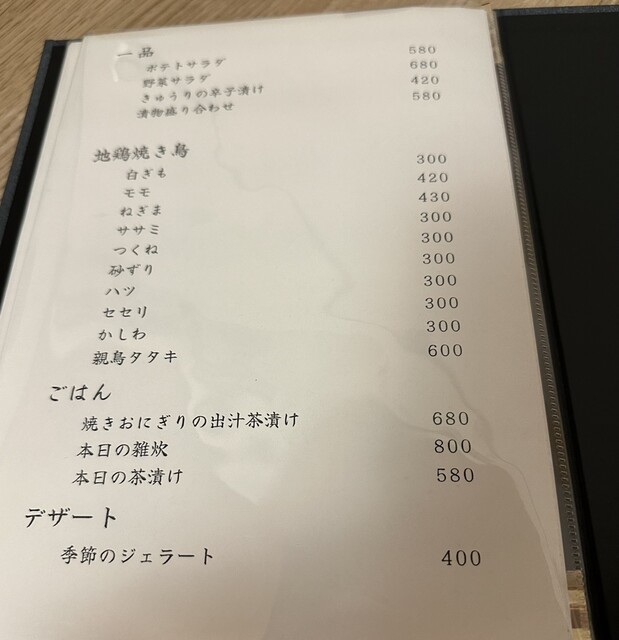 一品
ポテトサラダ 580
野菜サラダ 680
きゅうりの辛子漬け 420
漬物盛り合わせ 580
地鶏焼き鳥
白ぎも 300
モモ 420
ねぎま 430
ササミ 300
つくね 300
砂ずり 300
ハツ 300
セセリ 300
かしわ 300
親鳥タタキ 600
ごはん
焼きおにぎりの出汁茶漬け 680
本日の雑炊 800
本日の茶漬け 580
デザート
季節のジェラート 400